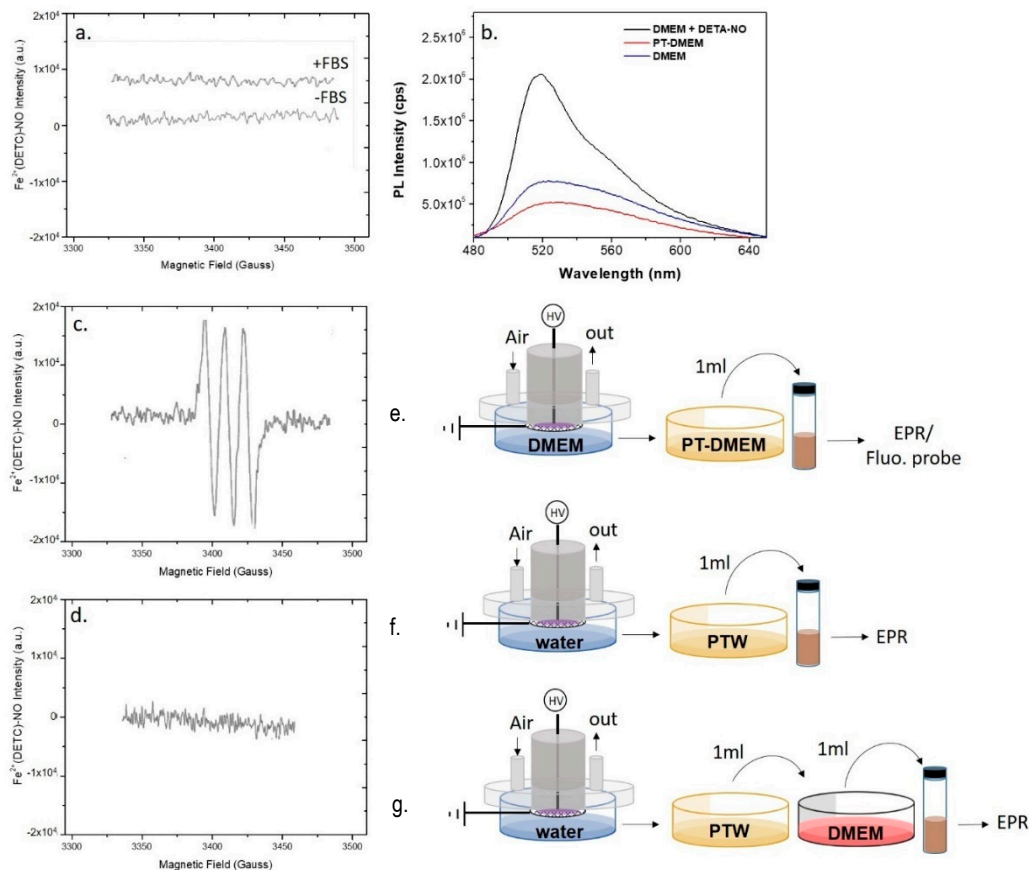 a.
Fe²⁺(DETC)-NO Intensity (a.u.)
2x10⁴
1x10⁴
0
-1x10⁴
-2x10⁴
+FBS
-FBS
3300
3350
3400
3450
3500
Magnetic Field (Gauss)
b.
DMEM + DETA-NO
PT-DMEM
DMEM
PL Intensity (cps)
2.5x10⁶
2.0x10⁶
1.5x10⁶
1.0x10⁶
5.0x10⁵
480
520
560
600
640
Wavelength (nm)
c.
Fe²⁺(DETC)-NO Intensity (a.u.)
2x10⁴
1x10⁴
0
-1x10⁴
-2x10⁴
3300
3350
3400
3450
3500
Magnetic Field (Gauss)
d.
Fe²⁺(DETC)-NO Intensity (a.u.)
2x10⁴
1x10⁴
0
-1x10⁴
-2x10⁴
3300
3350
3400
3450
3500
Magnetic Field (Gauss)
e.
HV
Air
out
DMEM
1ml
PT-DMEM
EPR/
Fluo. probe
f.
HV
Air
out
water
1ml
PTW
EPR
g.
HV
Air
out
water
1ml
1ml
PTW
DMEM
EPR